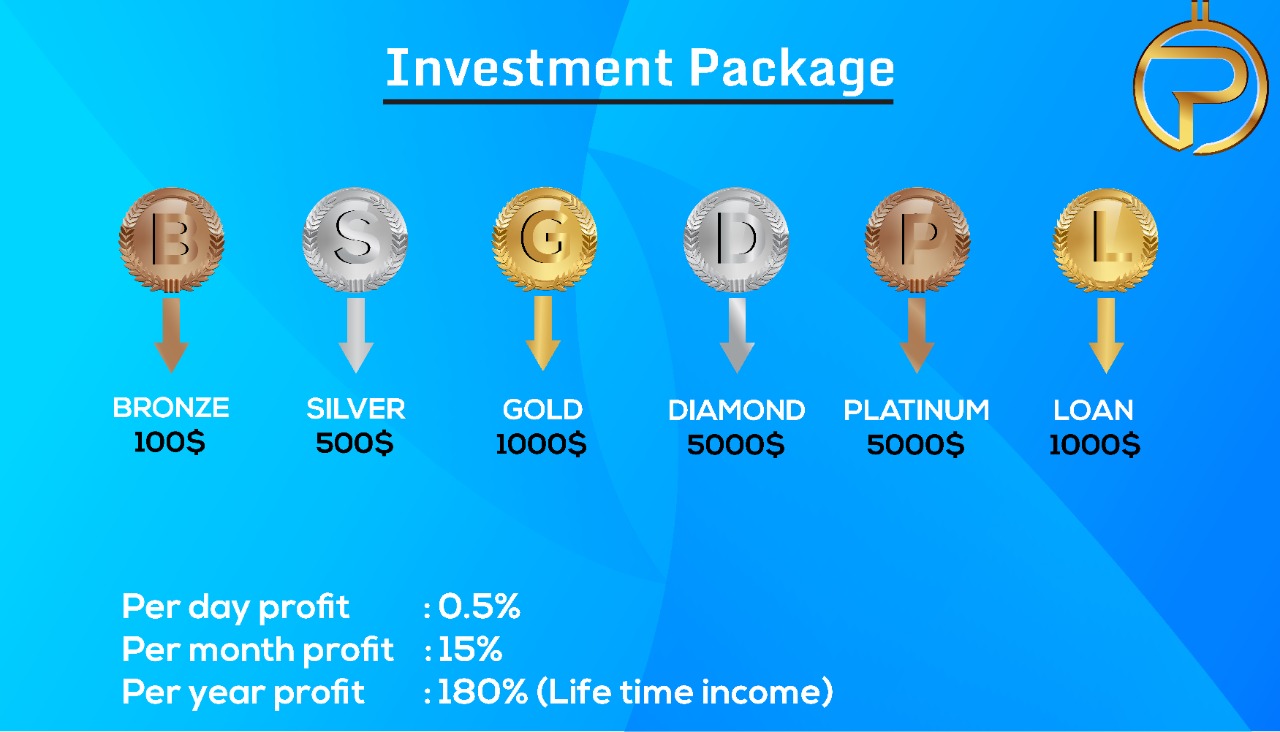 Investment Package
B S G D P L
BRONZE SILVER GOLD DIAMOND PLATINUM LOAN
100$ 500$ 1000$ 5000$ 5000$ 1000$
Per day profit : 0.5%
Per month profit : 15%
Per year profit : 180% (Life time income)